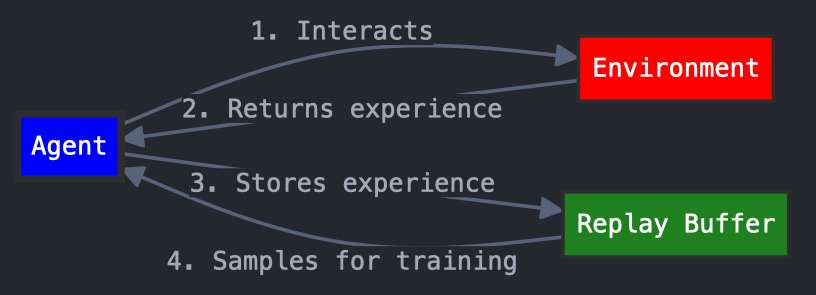 1. Interacts
Environment
2. Returns experience
Agent
3. Stores experience
Replay Buffer
4. Samples for training